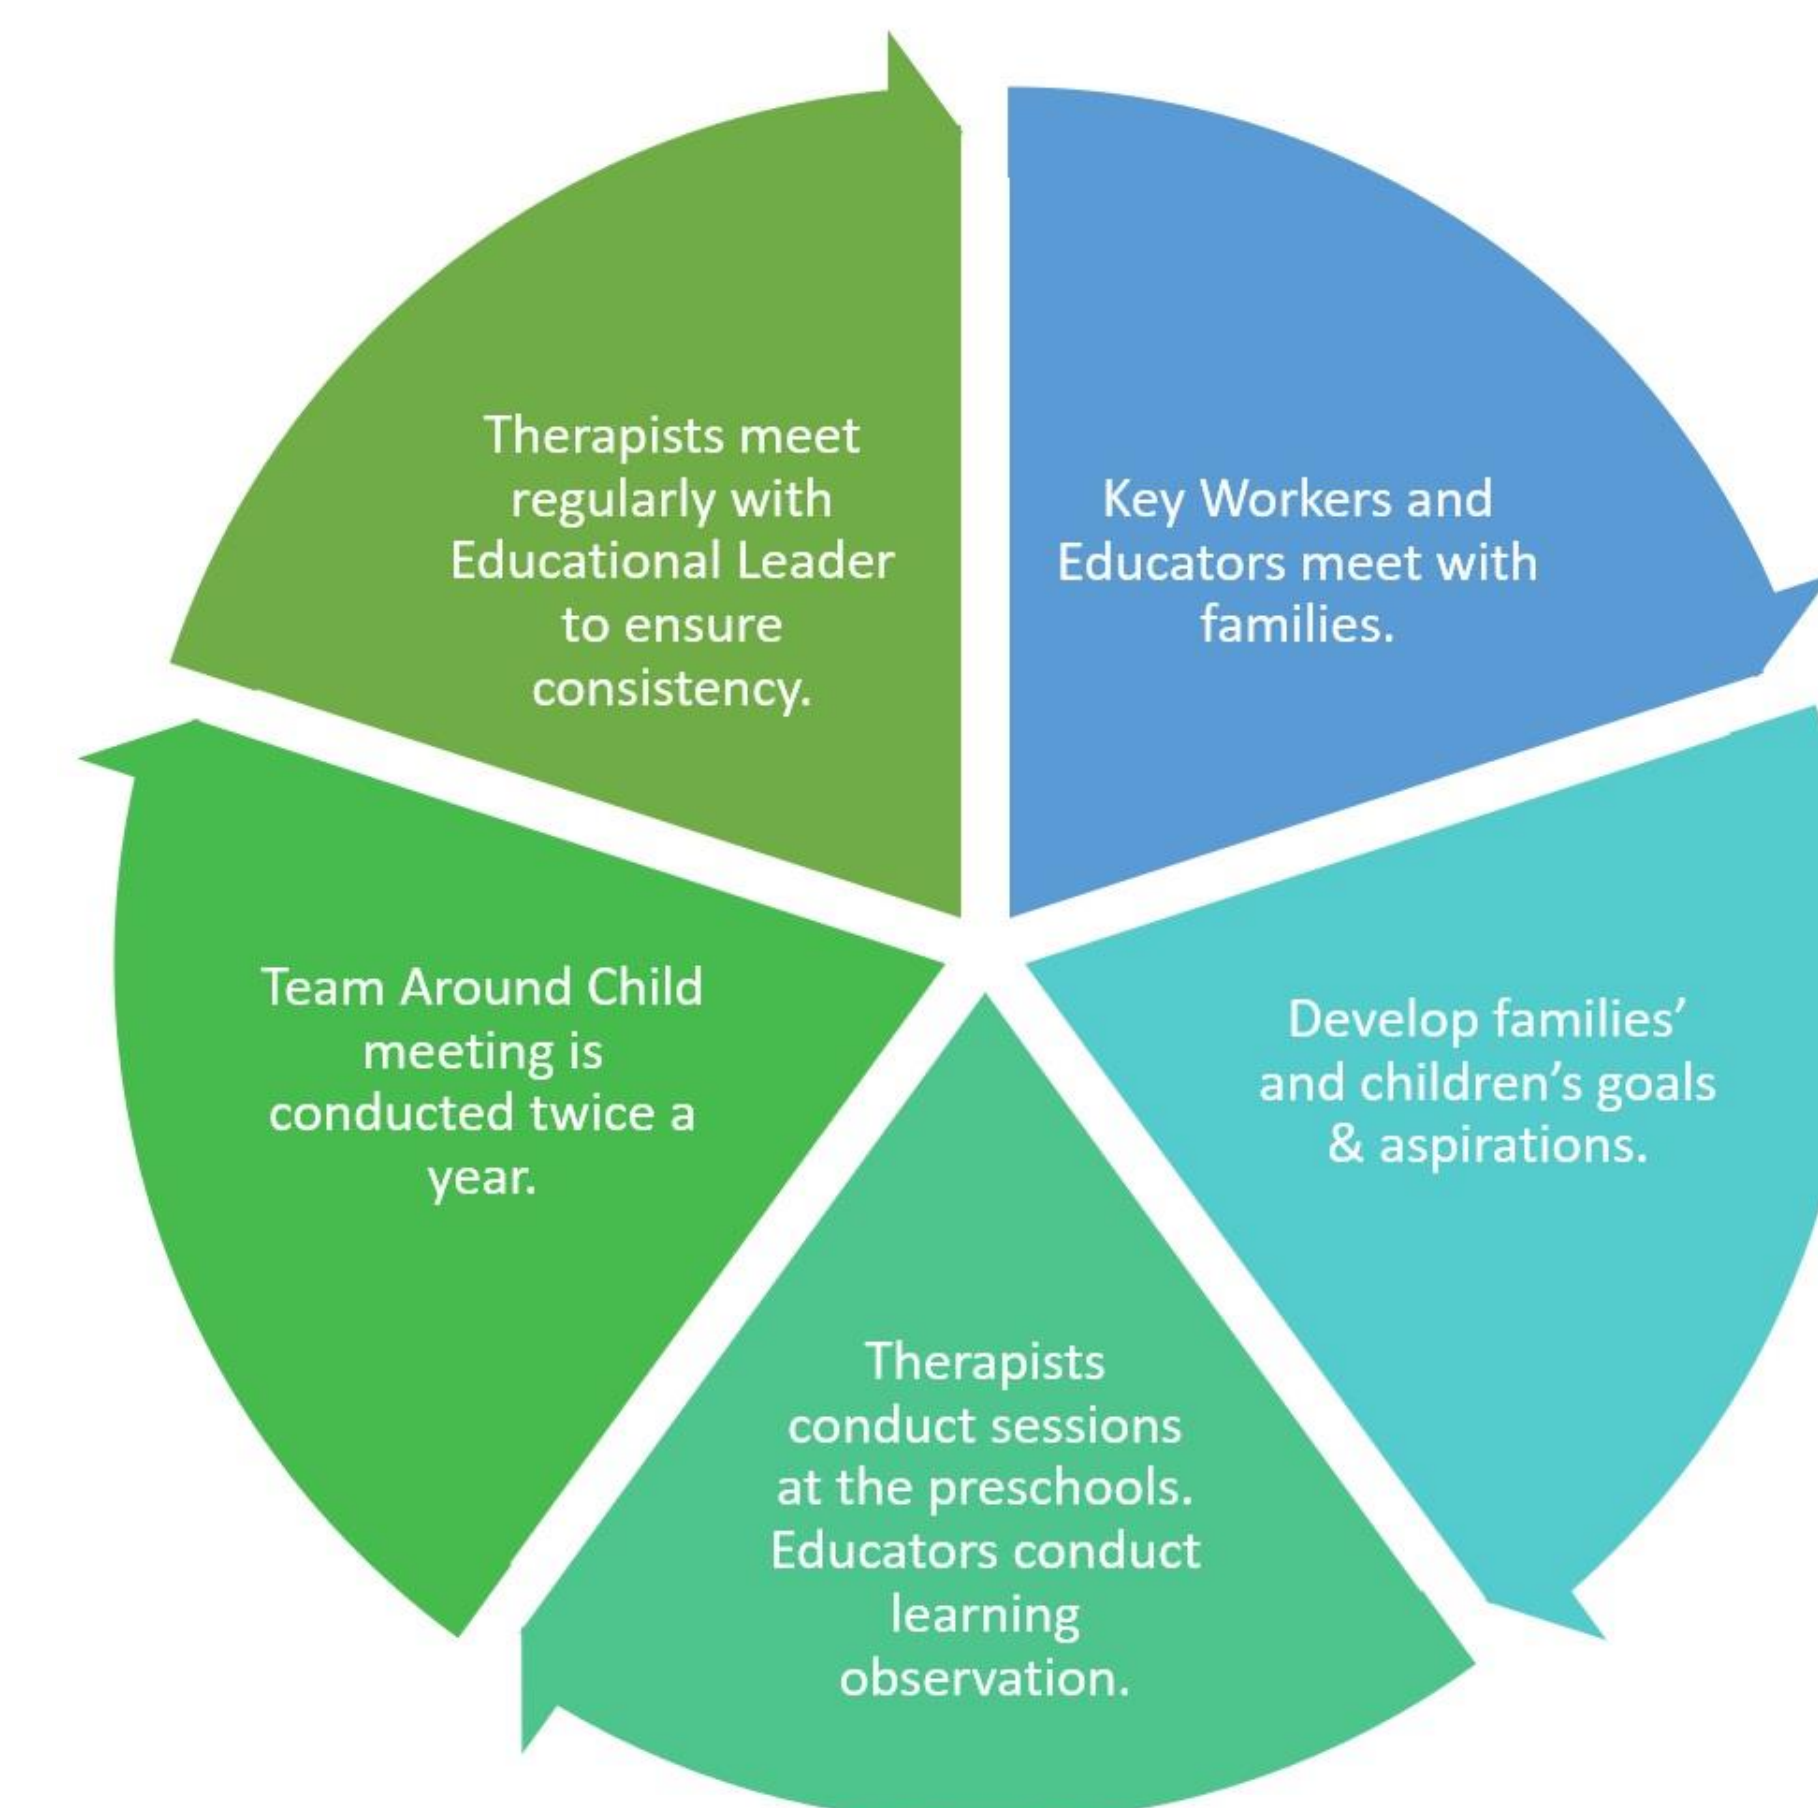 Therapists meet
regularly with
Educational Leader
to ensure
consistency.
Key Workers and
Educators meet with
families.
Develop families’
and children’s goals
& aspirations.
Therapists
conduct sessions
at the preschools.
Educators conduct
learning
observation.
Team Around Child
meeting is
conducted twice a
year.